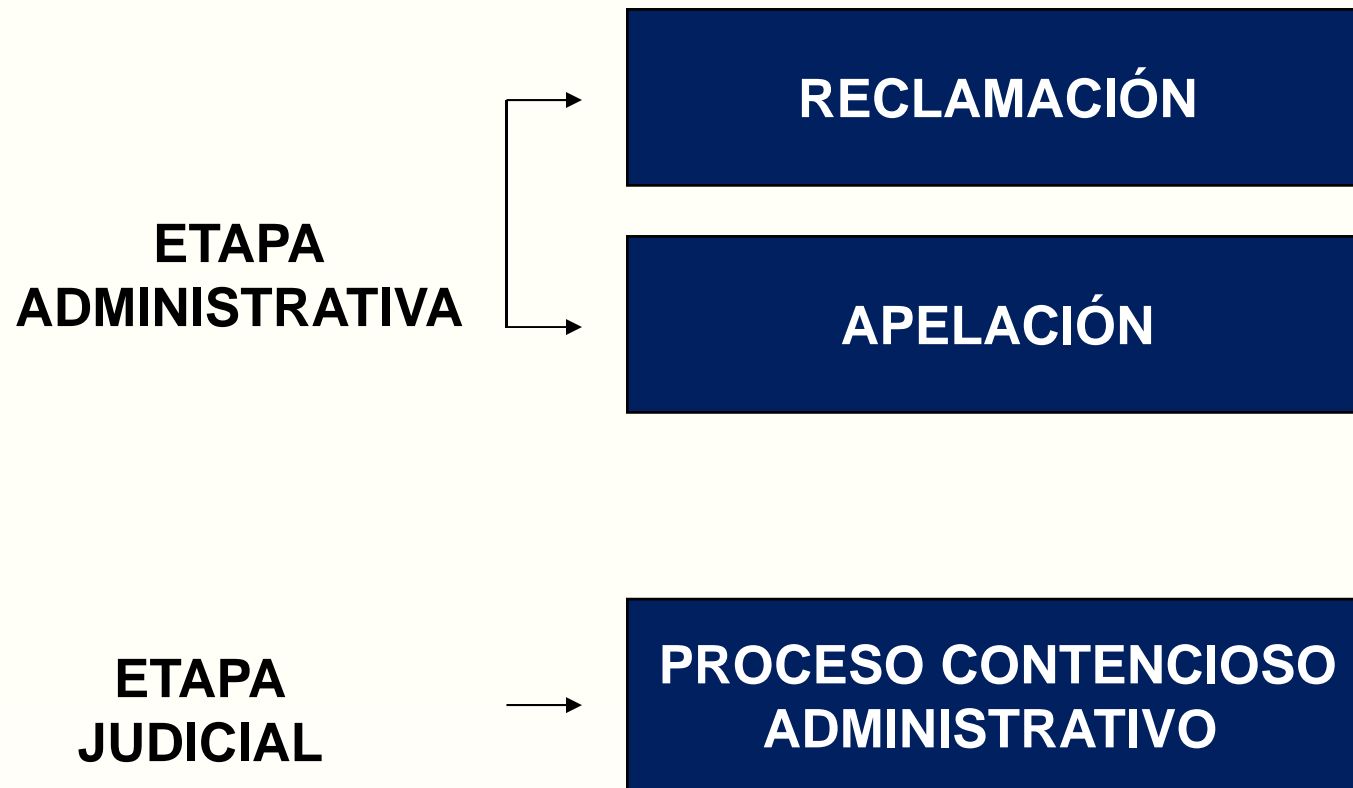 ETAPA
ADMINISTRATIVA
RECLAMACIÓN
APELACIÓN
ETAPA
JUDICIAL
PROCESO CONTENCIOSO
ADMINISTRATIVO